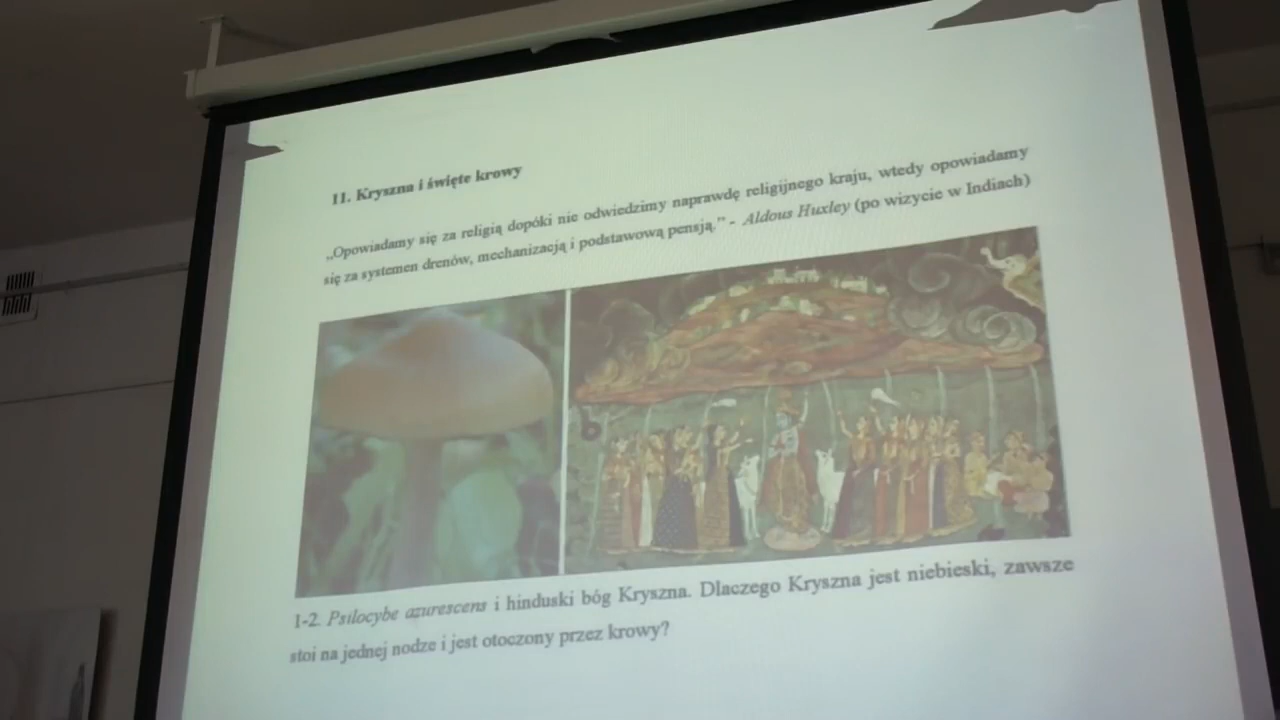 11. Kryszna i święte krowy
„Opowiadamy się za religią dopóki nie odwiedzimy naprawdę religijnego kraju, wtedy opowiadamy
się za systemen drenów, mechanizacją i podstawową pensją.” - Aldous Huxley (po wizycie w Indiach)
1-2. Psilocybe azurescens i hinduski bóg Kryszna. Dlaczego Kryszna jest niebieski, zawsze
stoi na jednej nodze i jest otoczony przez krowy?